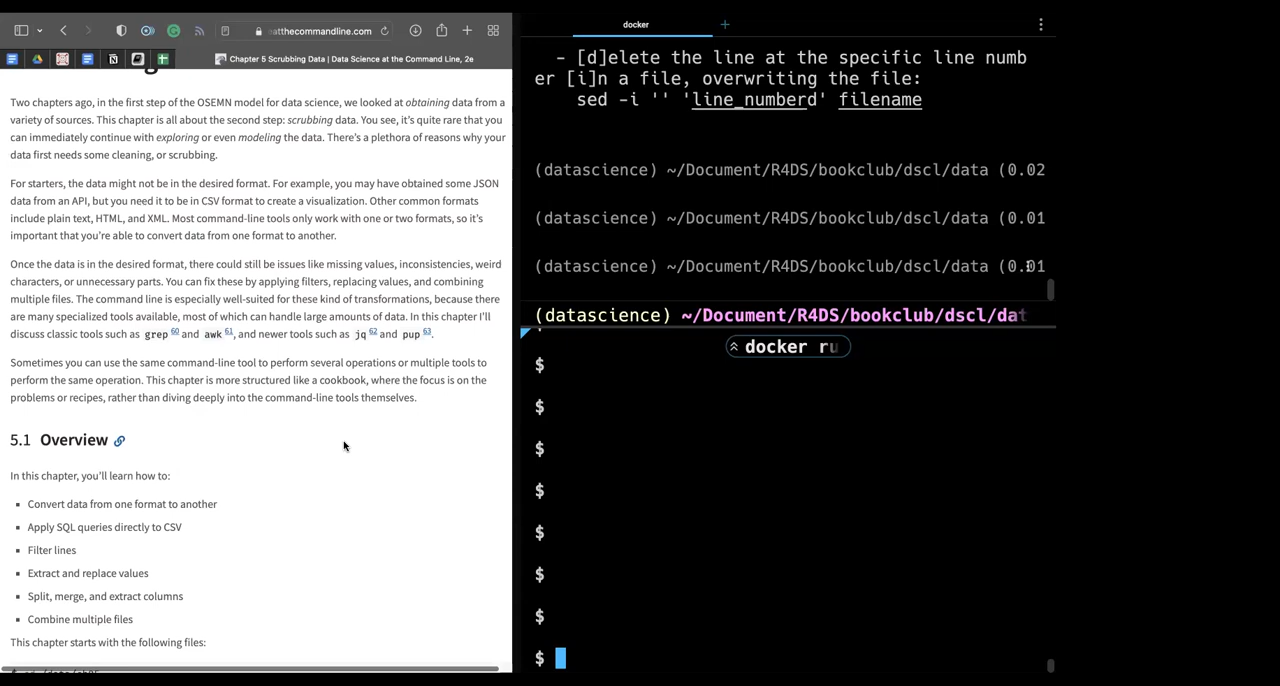 atthecommandline.com
Chapter 5 Scrubbing Data | Data Science at the Command Line, 2e
Two chapters ago, in the first step of the OSEMN model for data science, we looked at obtaining data from a
variety of sources. This chapter is all about the second step: scrubbing data. You see, it's quite rare that you
can immediately continue with exploring or even modeling the data. There's a plethora of reasons why your
data first needs some cleaning, or scrubbing.
For starters, the data might not be in the desired format. For example, you may have obtained some JSON
data from an API, but you need it to be in CSV format to create a visualization. Other common formats
include plain text, HTML, and XML. Most command-line tools only work with one or two formats, so it's
important that you're able to convert data from one format to another.
Once the data is in the desired format, there could still be issues like missing values, inconsistencies, weird
characters, or unnecessary parts. You can fix these by applying filters, replacing values, and combining
multiple files. The command line is especially well-suited for these kind of transformations, because there
are many specialized tools available, most of which can handle large amounts of data. In this chapter I'll
discuss classic tools such as grep 60 and awk 61, and newer tools such as jq 62 and pup 63.
Sometimes you can use the same command-line tool to perform several operations or multiple tools to
perform the same operation. This chapter is more structured like a cookbook, where the focus is on the
problems or recipes, rather than diving deeply into the command-line tools themselves.
5.1 Overview
In this chapter, you'll learn how to:
▪ Convert data from one format to another
▪ Apply SQL queries directly to CSV
▪ Filter lines
▪ Extract and replace values
▪ Split, merge, and extract columns
▪ Combine multiple files
This chapter starts with the following files:
docker
- [d]elete the line at the specific line numb
er [i]n a file, overwriting the file:
sed -i '' 'line_numberd' filename
(datascience) ~/Document/R4DS/bookclub/dscl/data (0.02
(datascience) ~/Document/R4DS/bookclub/dscl/data (0.01
(datascience) ~/Document/R4DS/bookclub/dscl/data (0.01
(datascience) ~/Document/R4DS/bookclub/dscl/dat
docker ru
$
$
$
$
$
$
$
$